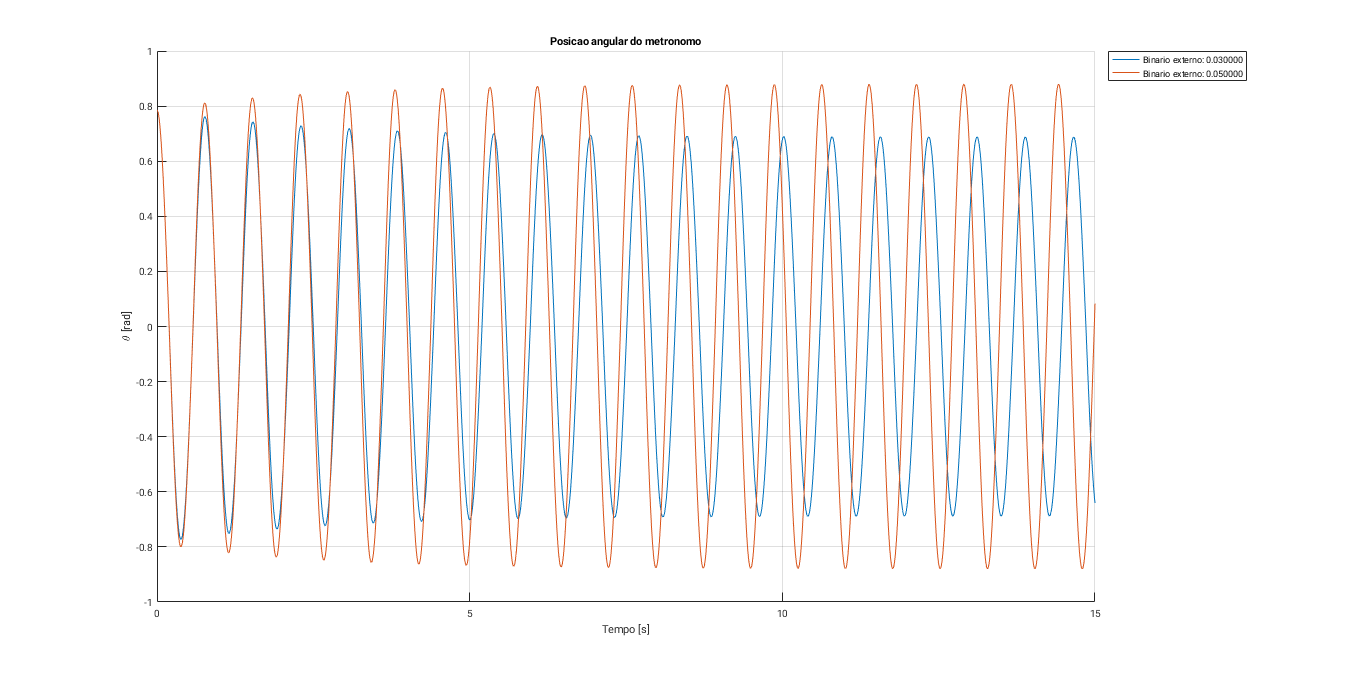 Posicao angular do metronomo
Binario externo: 0.030000
Binario externo: 0.050000
1
0.8
0.6
0.4
0.2
0
-0.2
-0.4
-0.6
-0.8
-1
θ [rad]
0 5 10 15
Tempo [s]